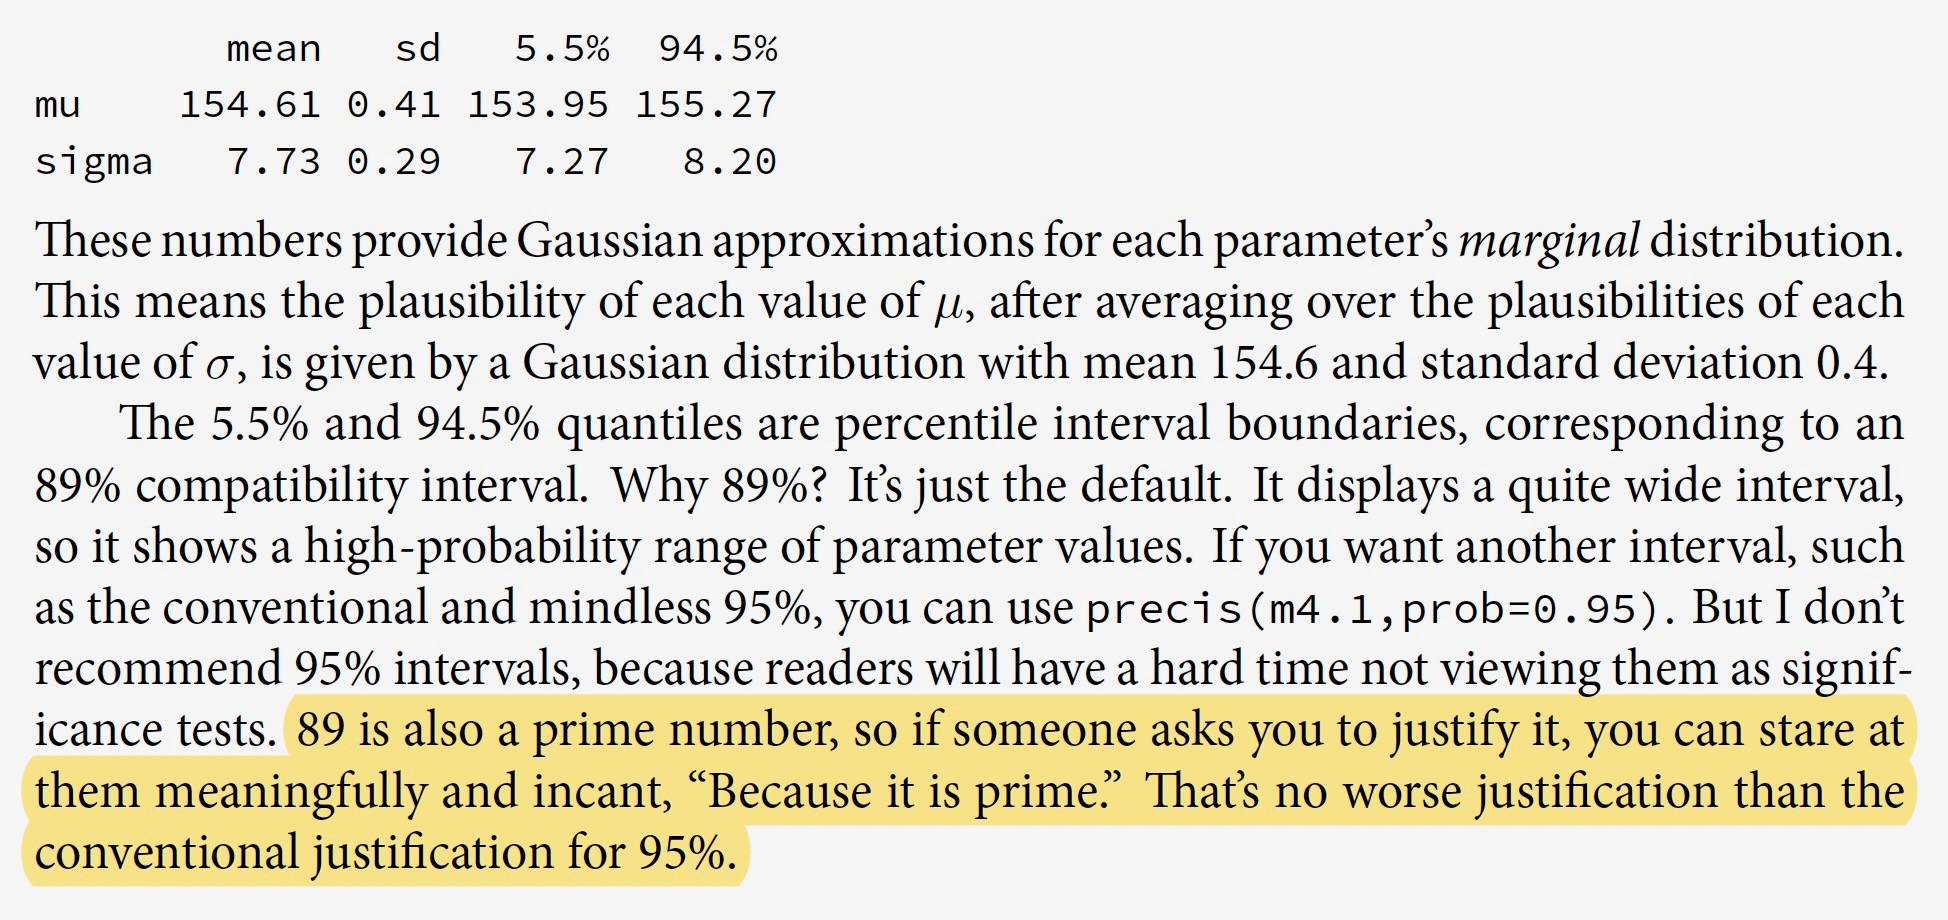 mean sd 5.5% 94.5%
mu 154.61 0.41 153.95 155.27
sigma 7.73 0.29 7.27 8.20
These numbers provide Gaussian approximations for each parameter’s marginal distribution.
This means the plausibility of each value of μ, after averaging over the plausibilities of each
value of σ, is given by a Gaussian distribution with mean 154.6 and standard deviation 0.4.
The 5.5% and 94.5% quantiles are percentile interval boundaries, corresponding to an
89% compatibility interval. Why 89%? It’s just the default. It displays a quite wide interval,
so it shows a high-probability range of parameter values. If you want another interval, such
as the conventional and mindless 95%, you can use precis(m4.1,prob=0.95). But I don’t
recommend 95% intervals, because readers will have a hard time not viewing them as signif-
icance tests. 89 is also a prime number, so if someone asks you to justify it, you can stare at
them meaningfully and incant, “Because it is prime.” That’s no worse justification than the
conventional justification for 95%.